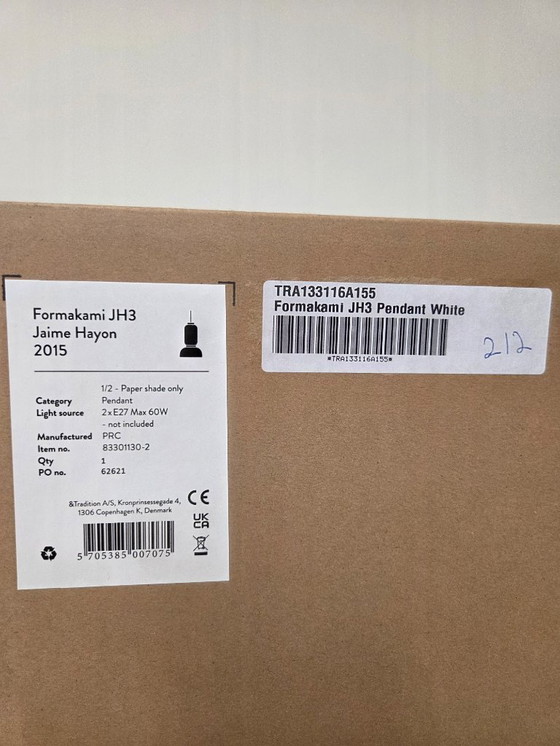 Formakami JH3
Jaime Hayon
2015
1/2 - Paper shade only
Category Pendant
Light source 2xE27 Max 60W
- not included
Manufactured PRC
Item no. 83301130-2
Qty 1
PO no. 62621
&Tradition A/S, Kronprinsessegade 4,
1306 Copenhagen K, Denmark
CE
UK
CA
5 705385 007075
TRA133116A155
Formakami JH3 Pendant White
*TRA133116A155*
212